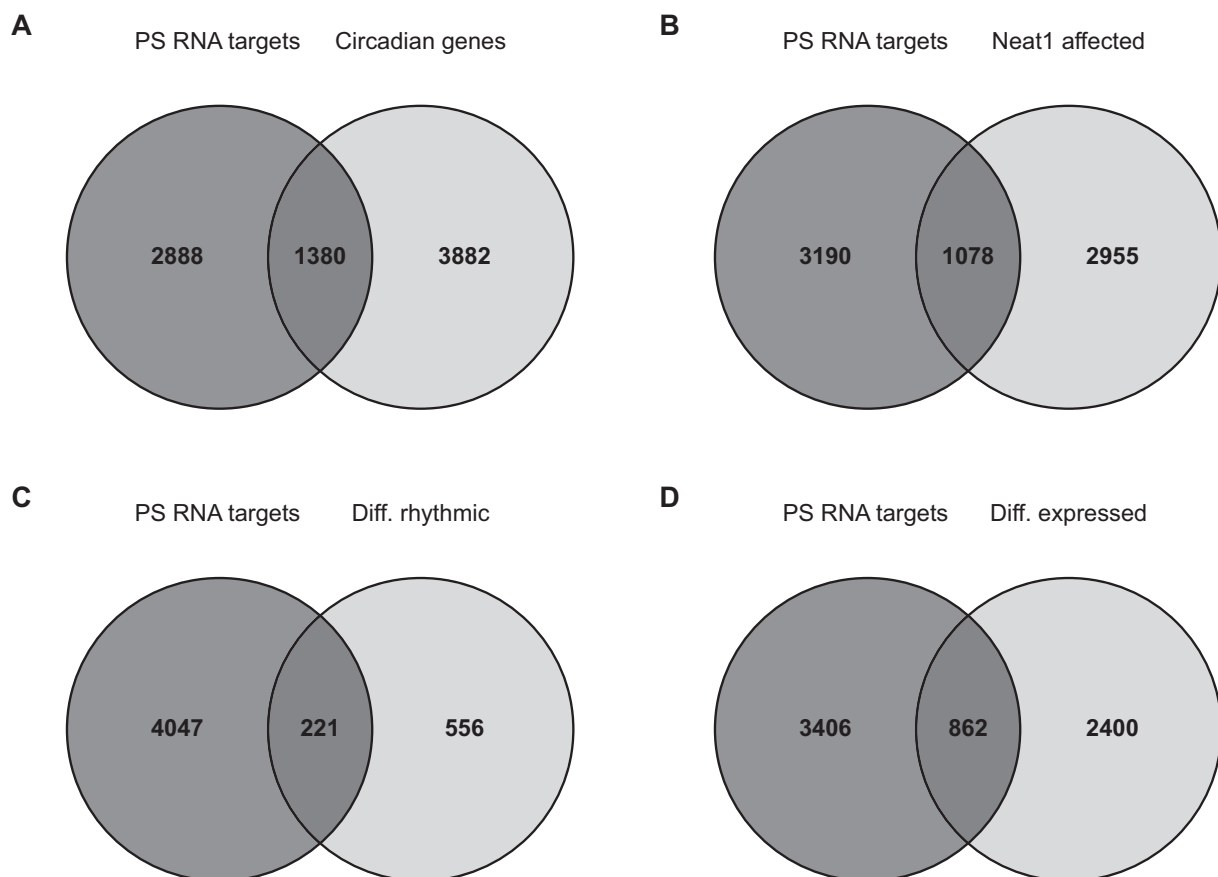 A
PS RNA targets Circadian genes
2888 1380 3882
B
PS RNA targets Neat1 affected
3190 1078 2955
C
PS RNA targets Diff. rhythmic
4047 221 556
D
PS RNA targets Diff. expressed
3406 862 2400